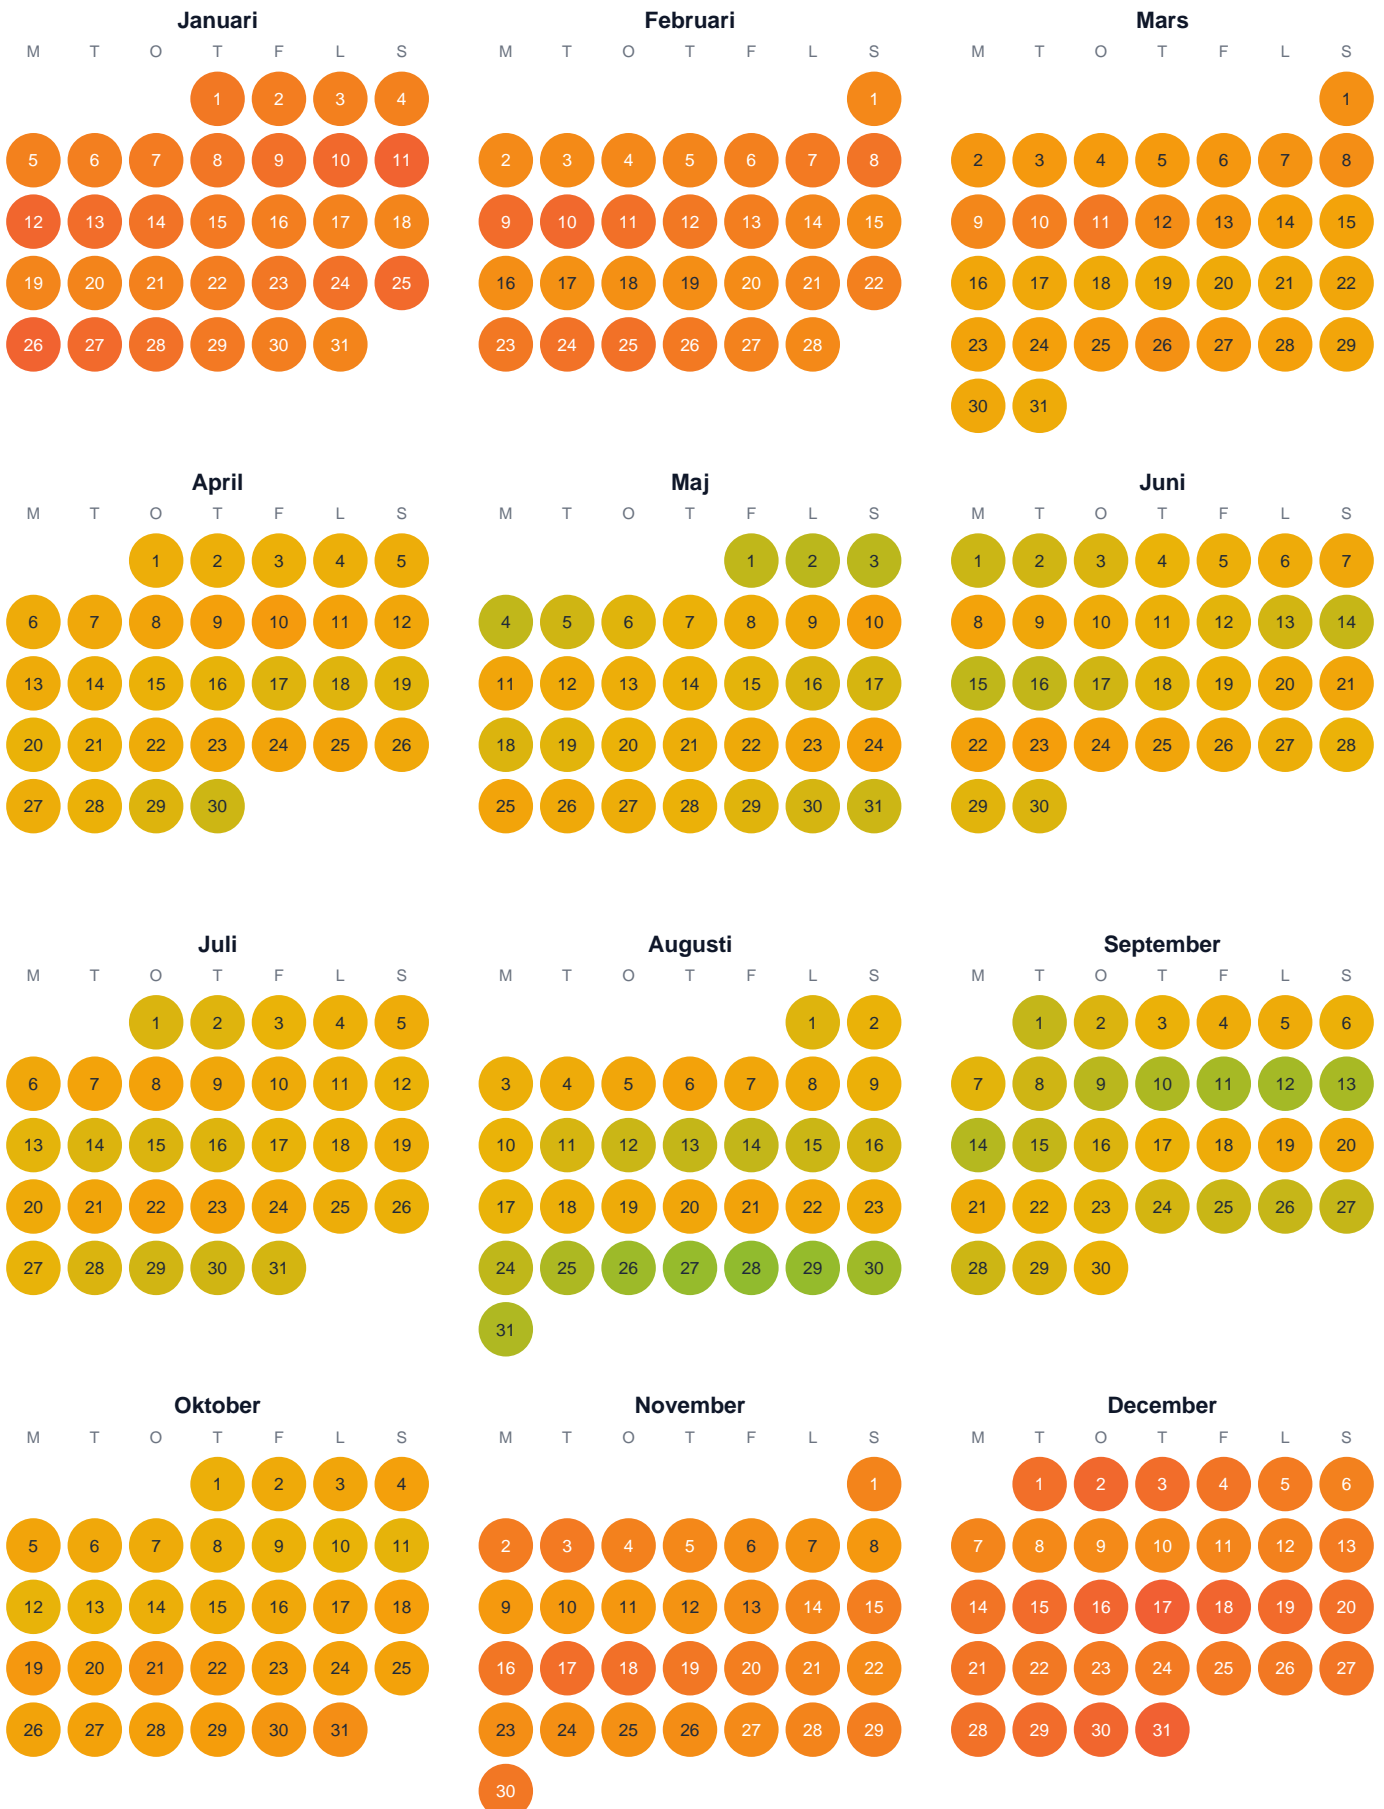 Januari Februari Mars
M T O T F L S M T O T F L S M T O T F L S
1 2 3 4 1 1
5 6 7 8 9 10 11 2 3 4 5 6 7 8 2 3 4 5 6 7 8
12 13 14 15 16 17 18 9 10 11 12 13 14 15 9 10 11 12 13 14 15
19 20 21 22 23 24 25 16 17 18 19 20 21 22 16 17 18 19 20 21 22
26 27 28 29 30 31 23 24 25 26 27 28 23 24 25 26 27 28 29
30 31
April Maj Juni
M T O T F L S M T O T F L S M T O T F L S
1 2 3 4 5 1 2 3 1 2 3 4 5 6 7
6 7 8 9 10 11 12 4 5 6 7 8 9 10 8 9 10 11 12 13 14
13 14 15 16 17 18 19 11 12 13 14 15 16 17 15 16 17 18 19 20 21
20 21 22 23 24 25 26 18 19 20 21 22 23 24 22 23 24 25 26 27 28
27 28 29 30 25 26 27 28 29 30 31 29 30
Juli Augusti September
M T O T F L S M T O T F L S M T O T F L S
1 2 3 4 5 1 2 1 2 3 4 5 6
6 7 8 9 10 11 12 3 4 5 6 7 8 9 7 8 9 10 11 12 13
13 14 15 16 17 18 19 10 11 12 13 14 15 16 14 15 16 17 18 19 20
20 21 22 23 24 25 26 17 18 19 20 21 22 23 21 22 23 24 25 26 27
27 28 29 30 31 24 25 26 27 28 29 30 28 29 30
31
Oktober November December
M T O T F L S M T O T F L S M T O T F L S
1 2 3 4 1 1 2 3 4 5 6
5 6 7 8 9 10 11 2 3 4 5 6 7 8 7 8 9 10 11 12 13
12 13 14 15 16 17 18 9 10 11 12 13 14 15 14 15 16 17 18 19 20
19 20 21 22 23 24 25 16 17 18 19 20 21 22 21 22 23 24 25 26 27
26 27 28 29 30 31 23 24 25 26 27 28 29 28 29 30 31
30